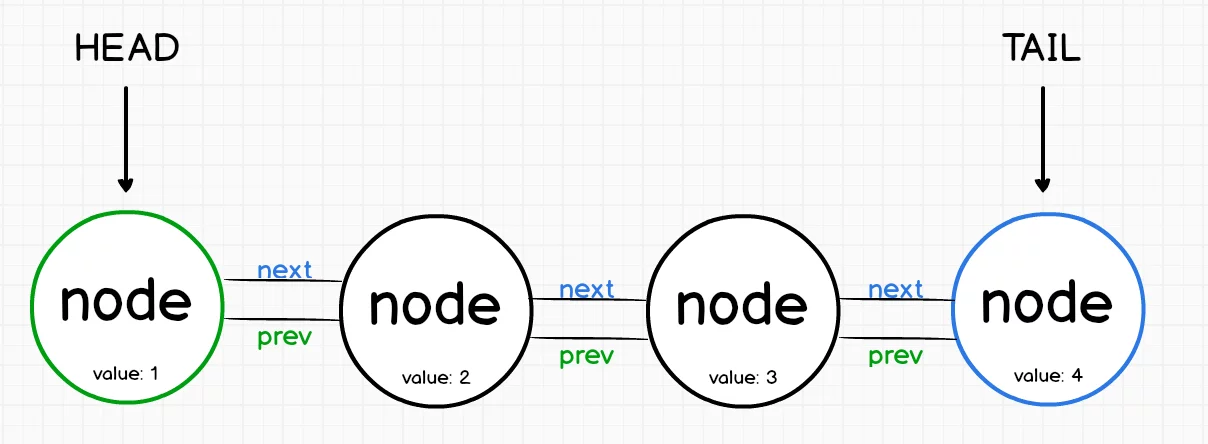 HEAD
TAIL
node
value: 1
next
prev
node
value: 2
next
prev
node
value: 3
next
prev
node
value: 4